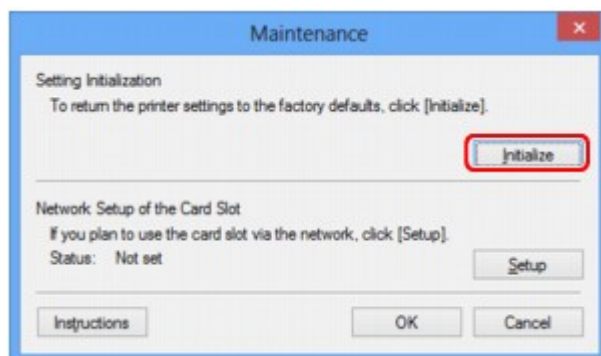 Maintenance
Setting Initialization
To return the printer settings to the factory defaults, click [Initialize].
Initialize
Network Setup of the Card Slot
If you plan to use the card slot via the network, click [Setup].
Status: Not set
Setup
Instructions OK Cancel